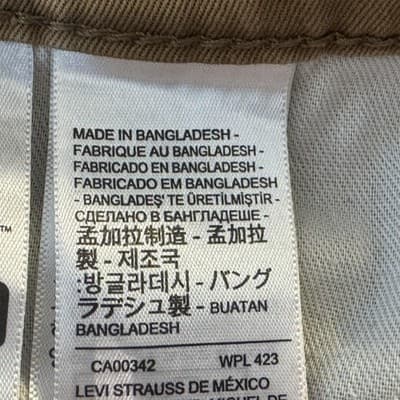 MADE IN BANGLADESH -
FABRIQUE AU BANGLADESH -
FABRICADO EN BANGLADESH -
FABRICADO EM BANGLADESH
- BANGLADEŞ' TE ÜRETİLMİŞTİR -
СДЕЛАНО В БАНГЛАДЕШЕ -
孟加拉制造 - 孟加拉
製 - 제조국
:방글라데시 - バング
ラデシュ製 - BUATAN
BANGLADESH
CA00342 WPL 423
LEVI STRAUSS DE MÉXICO